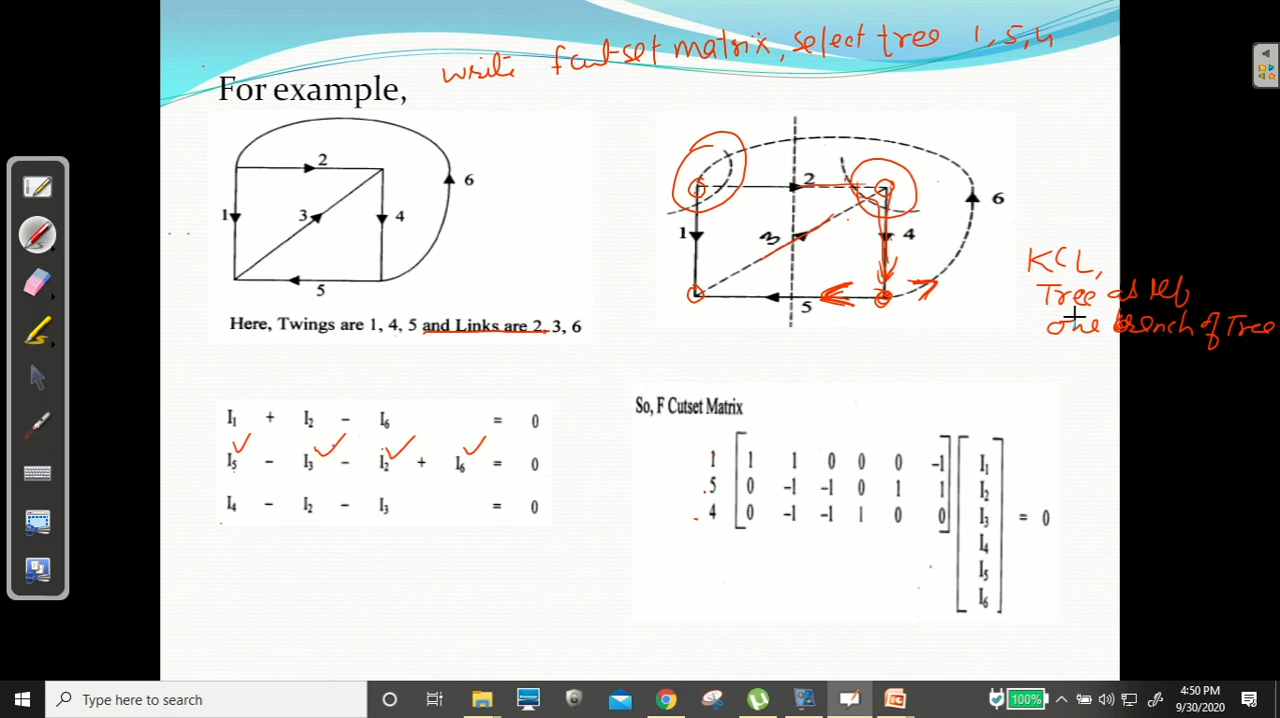 write fcut-set matrix, select tree 1, 5, 4
For example,
2
6
1
3
4
5
Here, Twings are 1, 4, 5 and Links are 2, 3, 6
2
6
1
3
4
5
KCL,
Tree as ref
one branch of Tree
I1 + I2 - I6 = 0
I5 - I3 - I2 + I6 = 0
I4 - I2 - I3 = 0
So, F Cutset Matrix
1 1 1 0 0 0 -1 I1
5 0 -1 -1 0 1 1 I2
4 0 -1 -1 1 0 0 I3 = 0
I4
I5
I6
Type here to search
100%
4:50 PM
9/30/2020